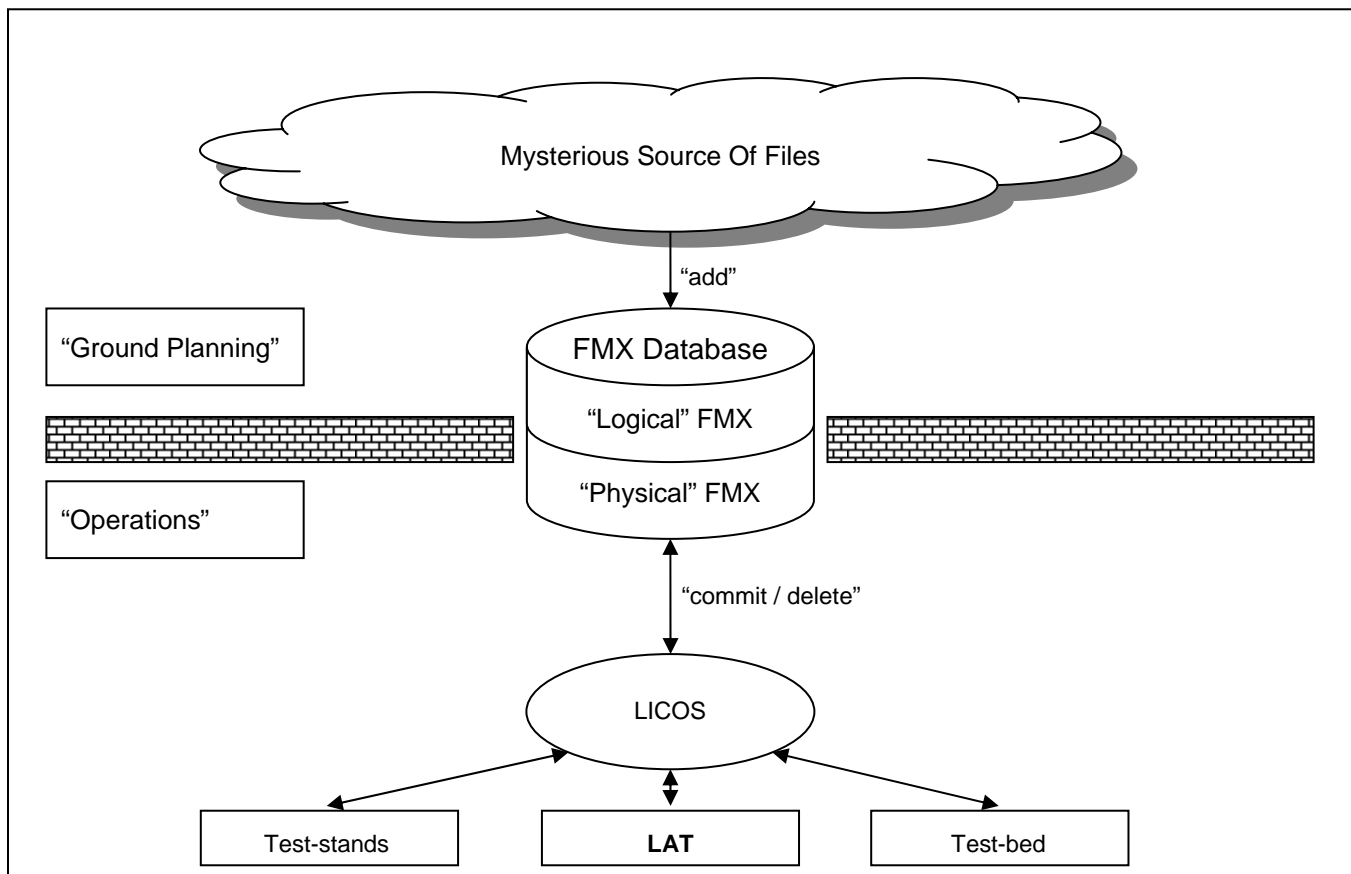 Mysterious Source Of Files
“add”
“Ground Planning”
FMX Database
“Logical” FMX
“Physical” FMX
“Operations”
“commit / delete”
LICOS
Test-stands
LAT
Test-bed